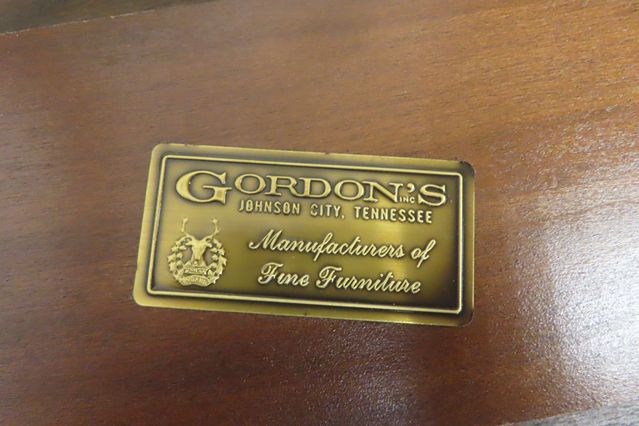 GORDON'S INC
JOHNSON CITY, TENNESSEE
Manufacturers of
Fine Furniture